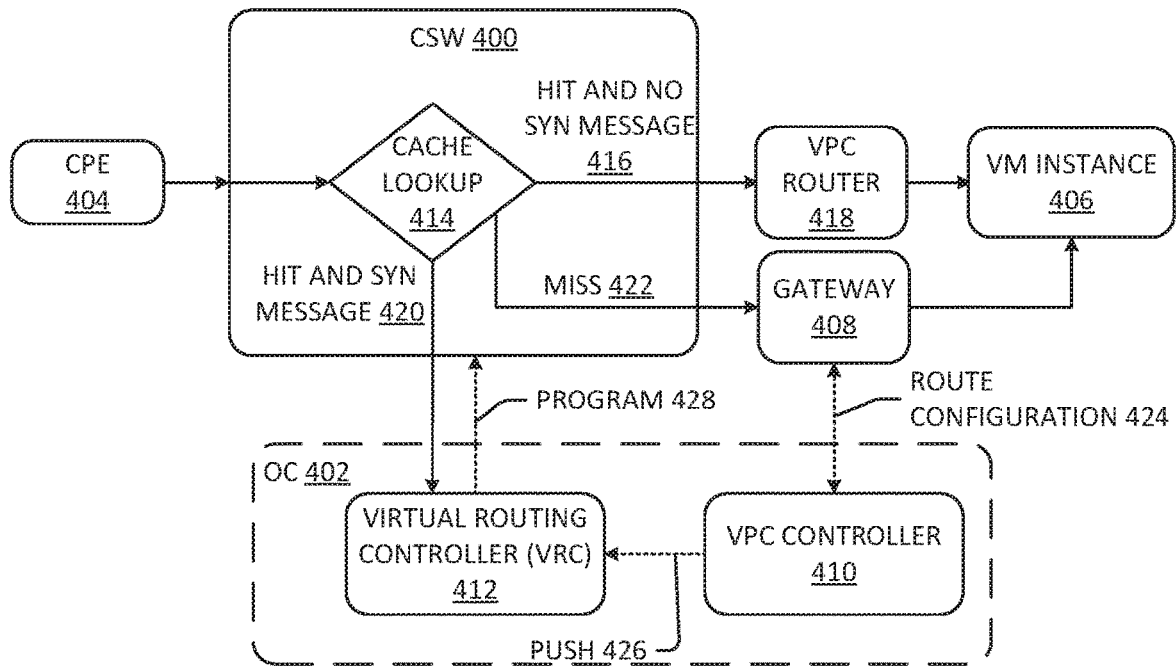 CSW 400
HIT AND NO
SYN MESSAGE
416
CPE
404
CACHE
LOOKUP
414
VPC
ROUTER
418
VM INSTANCE
406
HIT AND SYN
MESSAGE 420
MISS 422
GATEWAY
408
PROGRAM 428
ROUTE
CONFIGURATION 424
OC 402
VIRTUAL ROUTING
CONTROLLER (VRC)
412
VPC CONTROLLER
410
PUSH 426